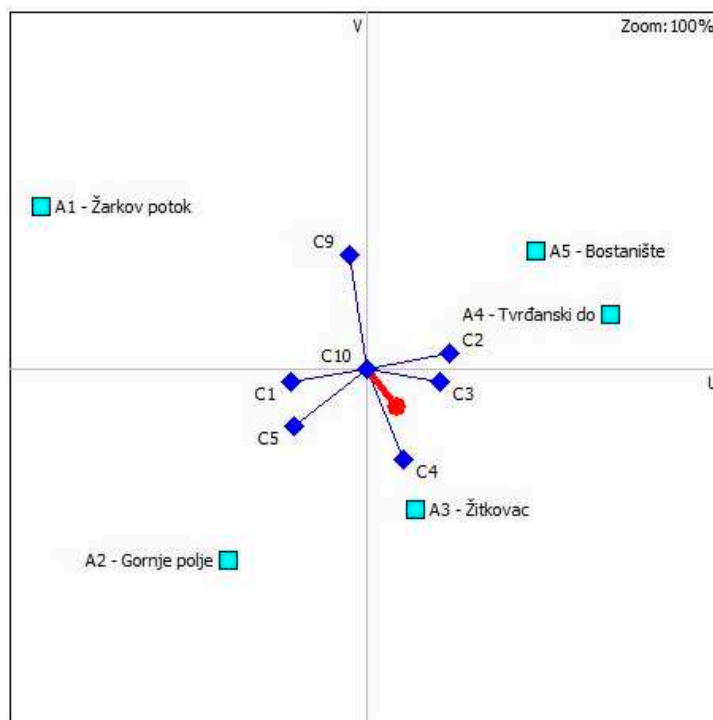 V
Zoom:100%
A1 - Žarkov potok
C9
A5 - Bostanište
A4 - Tvrđanski do
C2
C10
U
C1
C3
C5
C4
A3 - Žitkovac
A2 - Gornje polje